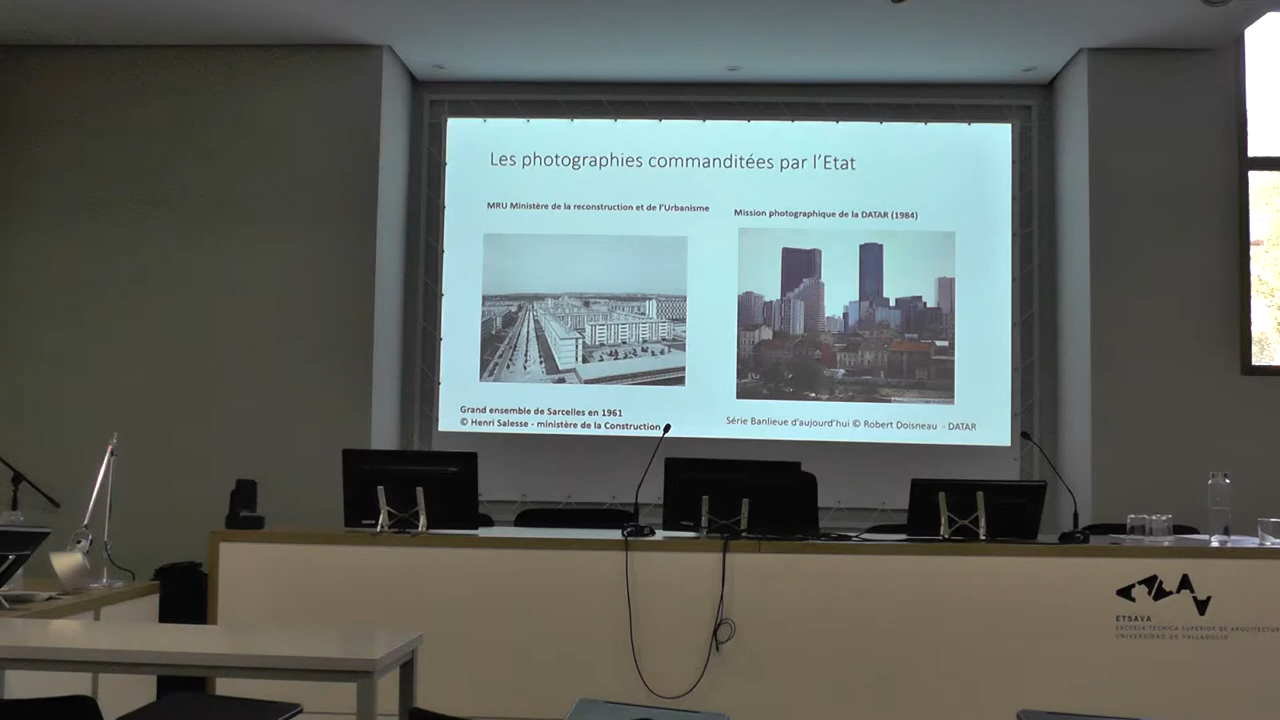 Les photographies commanditées par l'Etat
MRU Ministère de la reconstruction et de l'Urbanisme
Mission photographique de la DATAR (1984)
Grand ensemble de Sarcelles en 1961
© Henri Salesse - ministère de la Construction
Série Banlieue d'aujourd'hui © Robert Doisneau - DATAR
ETSAVA
ESCUELA TÉCNICA SUPERIOR DE ARQUITECTURA
UNIVERSIDAD DE VALLADOLID